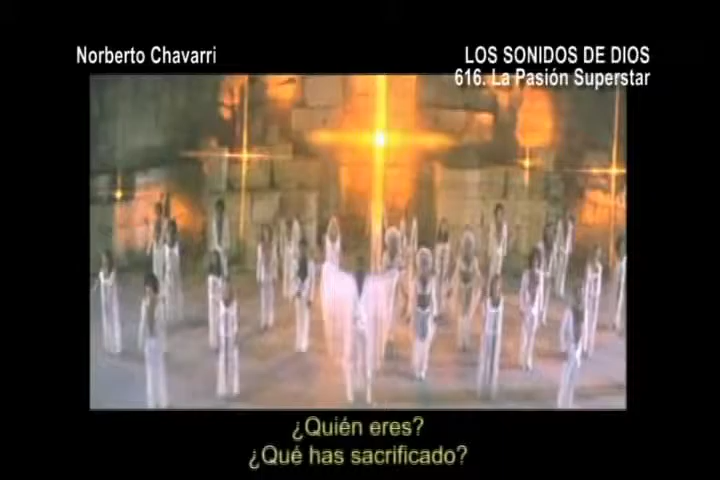 Norberto Chavarri
LOS SONIDOS DE DIOS
616. La Pasión Superstar
¿Quién eres?
¿Qué has sacrificado?